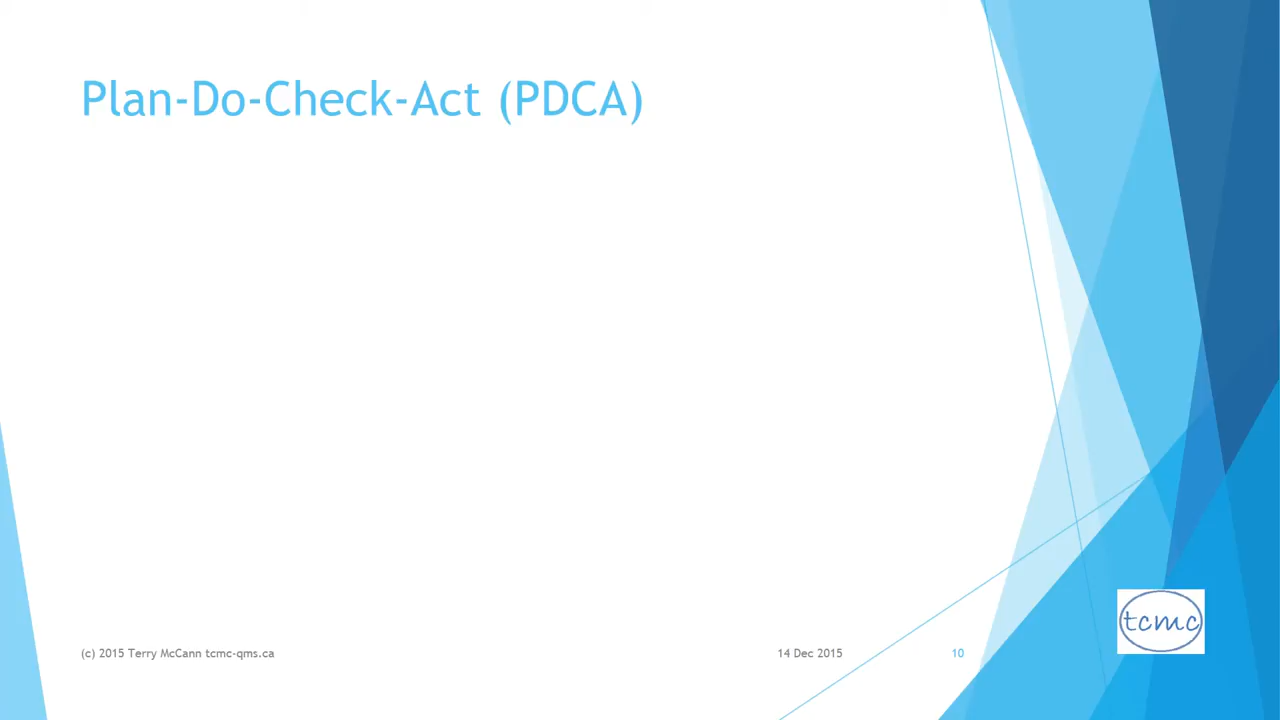 Plan-Do-Check-Act (PDCA)
tcmc
(c) 2015 Terry McCann tcmc-qms.ca
14 Dec 2015
10